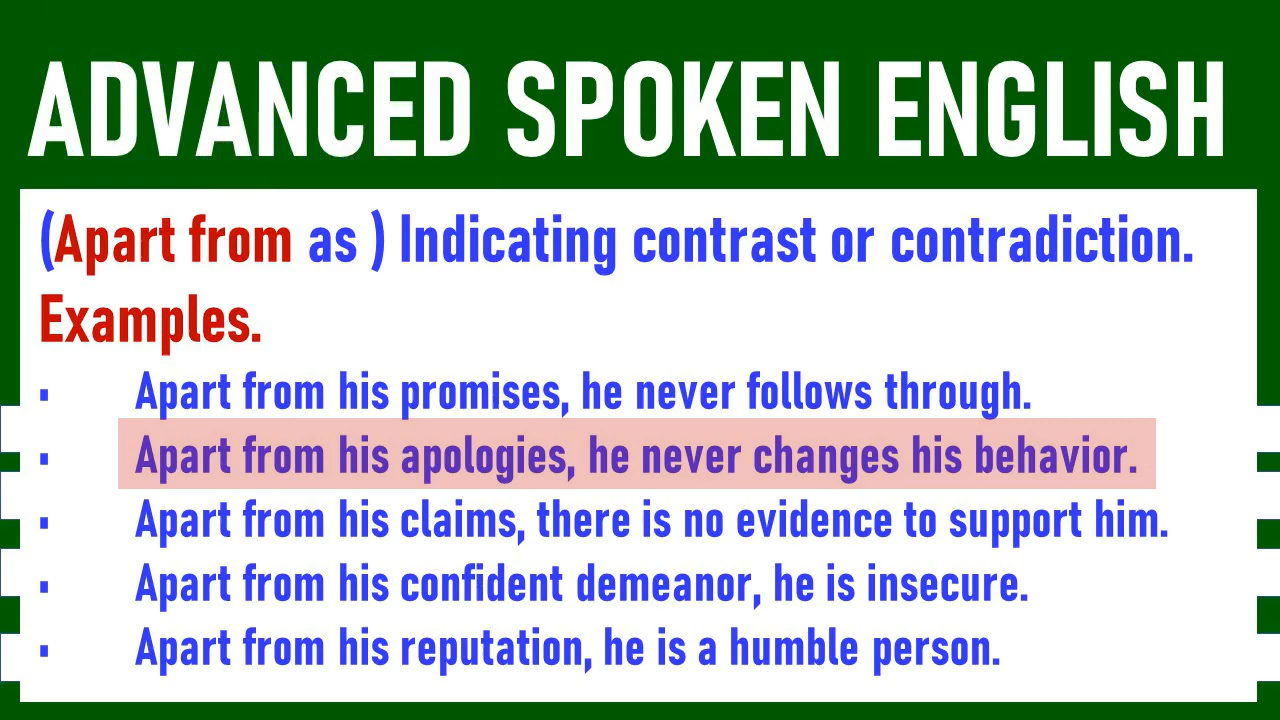 ADVANCED SPOKEN ENGLISH
(Apart from as ) Indicating contrast or contradiction.
Examples.
▪ Apart from his promises, he never follows through.
▪ Apart from his apologies, he never changes his behavior.
▪ Apart from his claims, there is no evidence to support him.
▪ Apart from his confident demeanor, he is insecure.
▪ Apart from his reputation, he is a humble person.